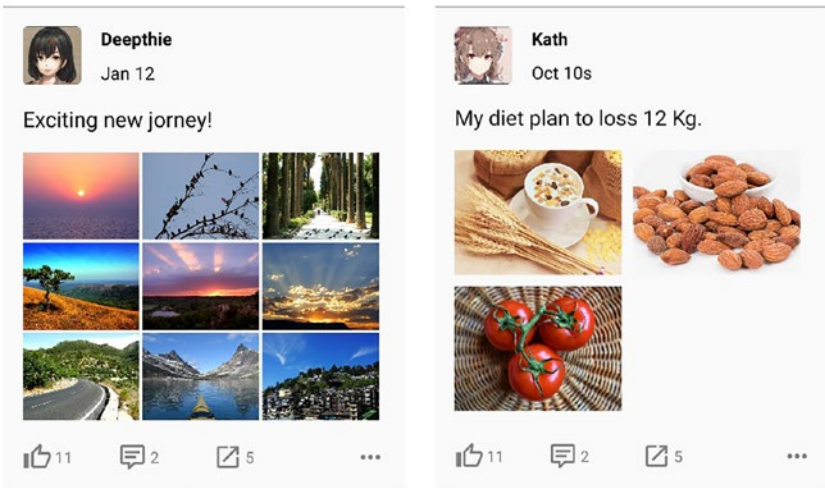 Deepthie
Jan 12
Exciting new jorney!
11 2 5
Kath
Oct 10s
My diet plan to loss 12 Kg.
11 2 5